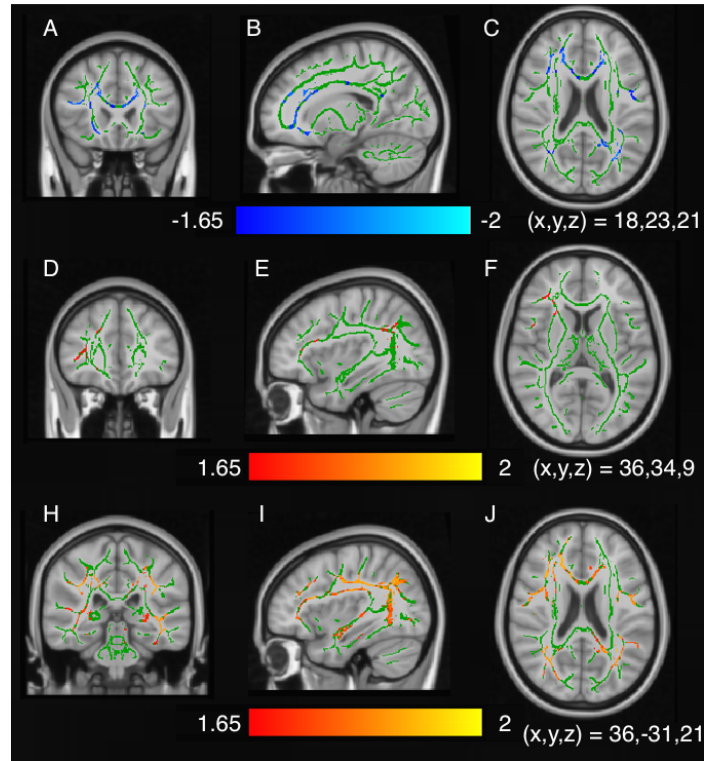 A B C
-1.65 -2 (x,y,z) = 18,23,21
D E F
1.65 2 (x,y,z) = 36,34,9
H I J
1.65 2 (x,y,z) = 36,-31,21